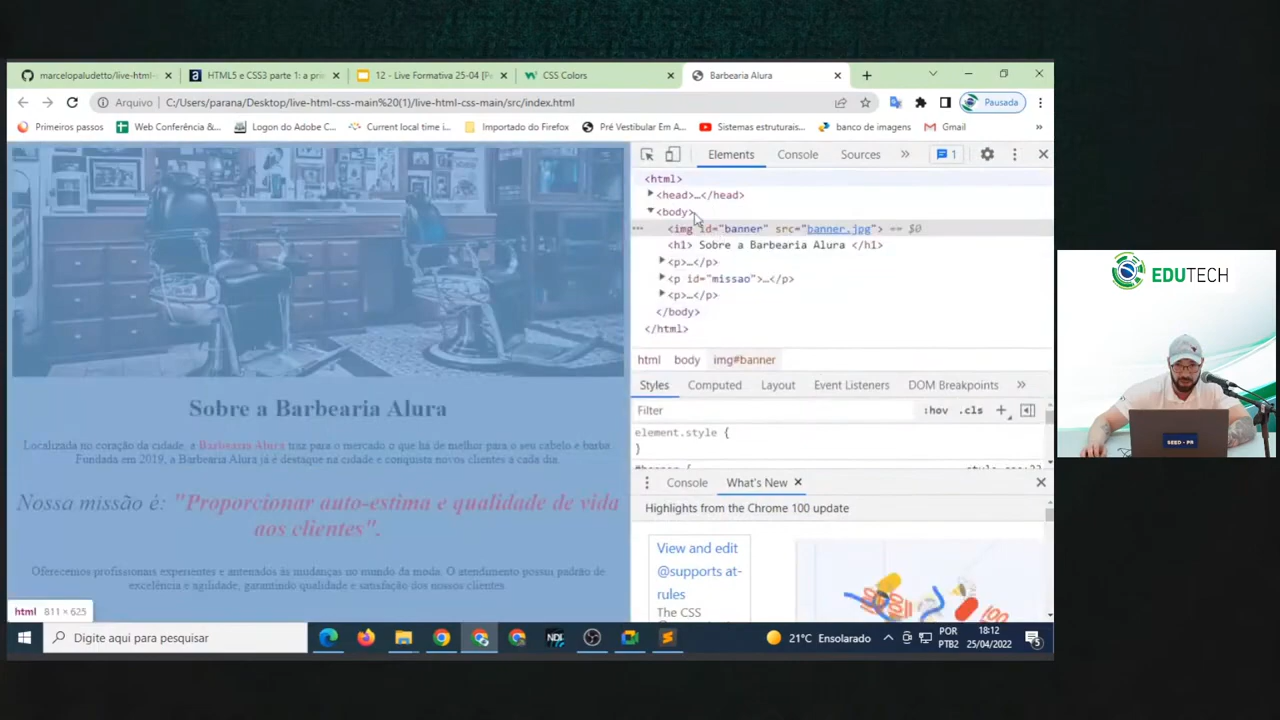 marcelopaludetto/live-html-c
HTML5 e CSS3 parte 1: a prin
12 - Live Formativa 25-04 [Pe
CSS Colors
Barbearia Alura
Arquivo | C:/Users/parana/Desktop/live-html-css-main%20(1)/live-html-css-main/src/index.html
Pausada
Primeiros passos
Web Conferência &...
Logon do Adobe C...
Current local time i...
Importado do Firefox
Pré Vestibular Em A...
Sistemas estruturais...
banco de imagens
Gmail
»
Elements
Console
Sources
»
1
<html>
<head>…</head>
<body>
<img id="banner" src="banner.jpg"> == $0
<h1> Sobre a Barbearia Alura </h1>
<p>…</p>
<p id="missao">…</p>
<p>…</p>
</body>
</html>
html
body
img#banner
Styles
Computed
Layout
Event Listeners
DOM Breakpoints
»
Filter
:hov
.cls
element.style {
}
Console
What's New
Highlights from the Chrome 100 update
View and edit
@supports at-
rules
The CSS
100
Sobre a Barbearia Alura
Localizada no coração da cidade, a Barbearia Alura traz para o mercado o que há de melhor para o seu cabelo e barba.
Fondada em 2019, a Barbearia Alura já é destaque na cidade e conquista novos clientes a cada dia.
Nossa missão é: "Proporcionar auto-estima e qualidade de vida
aos clientes".
Oferecemos profissionais experientes e antenados às mudanças no mundo da moda. O atendimento possui padrão de
excelência e agilidade, garantindo qualidade e satisfação dos nossos clientes.
html 811 × 625
Digite aqui para pesquisar
21°C Ensolarado
POR
PTB2
18:12
25/04/2022
5
EDUTECH
SEED - PR